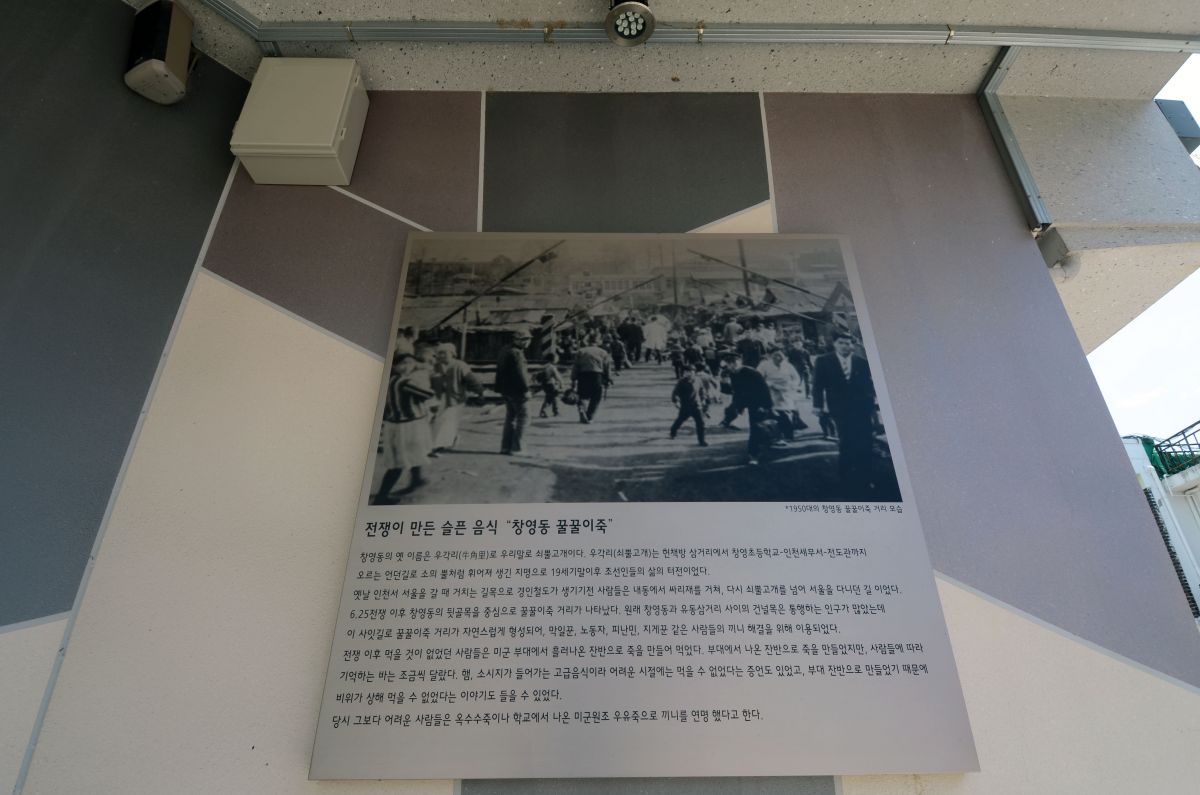 *1950대의 창영동 꿀꿀이죽 거리 모습
전쟁이 만든 슬픈 음식 “창영동 꿀꿀이죽”
창영동의 옛 이름은 우각리(牛角里)로 우리말로 쇠뿔고개이다. 우각리(쇠뿔고개)는 헌책방 삼거리에서 창영초등학교-인천세무서-전도관까지
오르는 언덕길로 소의 뿔처럼 휘어져 생긴 지명으로 19세기말이후 조선인들의 삶의 터전이었다.
옛날 인천서 서울을 갈 때 거치는 길목으로 경인철도가 생기기전 사람들은 내동에서 싸리재를 거쳐, 다시 쇠뿔고개를 넘어 서울을 다니던 길 이었다.
6.25전쟁 이후 창영동의 뒷골목을 중심으로 꿀꿀이죽 거리가 나타났다. 원래 창영동과 유동삼거리 사이의 건널목은 통행하는 인구가 많았는데
이 사잇길로 꿀꿀이죽 거리가 자연스럽게 형성되어, 막일꾼, 노동자, 피난민, 지게꾼 같은 사람들의 끼니 해결을 위해 이용되었다.
전쟁 이후 먹을 것이 없었던 사람들은 미군 부대에서 흘러나온 잔반으로 죽을 만들어 먹었다. 부대에서 나온 잔반으로 죽을 만들었지만, 사람들에 따라
기억하는 바는 조금씩 달랐다. 햄, 소시지가 들어가는 고급음식이라 어려운 시절에는 먹을 수 없었다는 증언도 있었고, 부대 잔반으로 만들었기 때문에
비위가 상해 먹을 수 없었다는 이야기도 들을 수 있었다.
당시 그보다 어려운 사람들은 옥수수죽이나 학교에서 나온 미군원조 우유죽으로 끼니를 연명 했다고 한다.